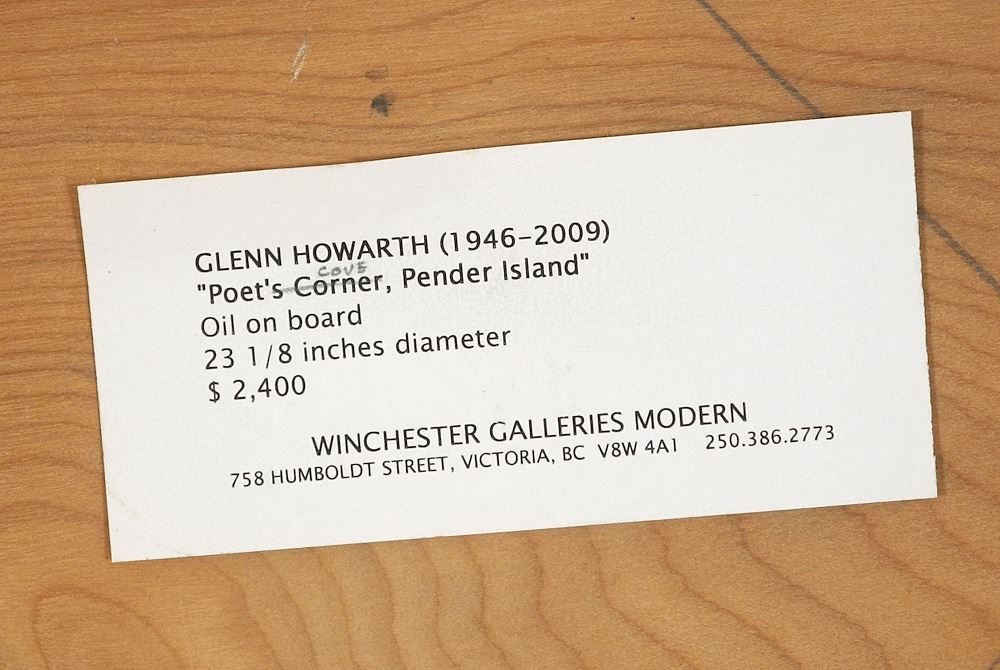 GLENN HOWARTH (1946-2009)
cove
"Poet's Corner, Pender Island"
Oil on board
23 1/8 inches diameter
$ 2,400
WINCHESTER GALLERIES MODERN
758 HUMBOLDT STREET, VICTORIA, BC V8W 4A1 250.386.2773